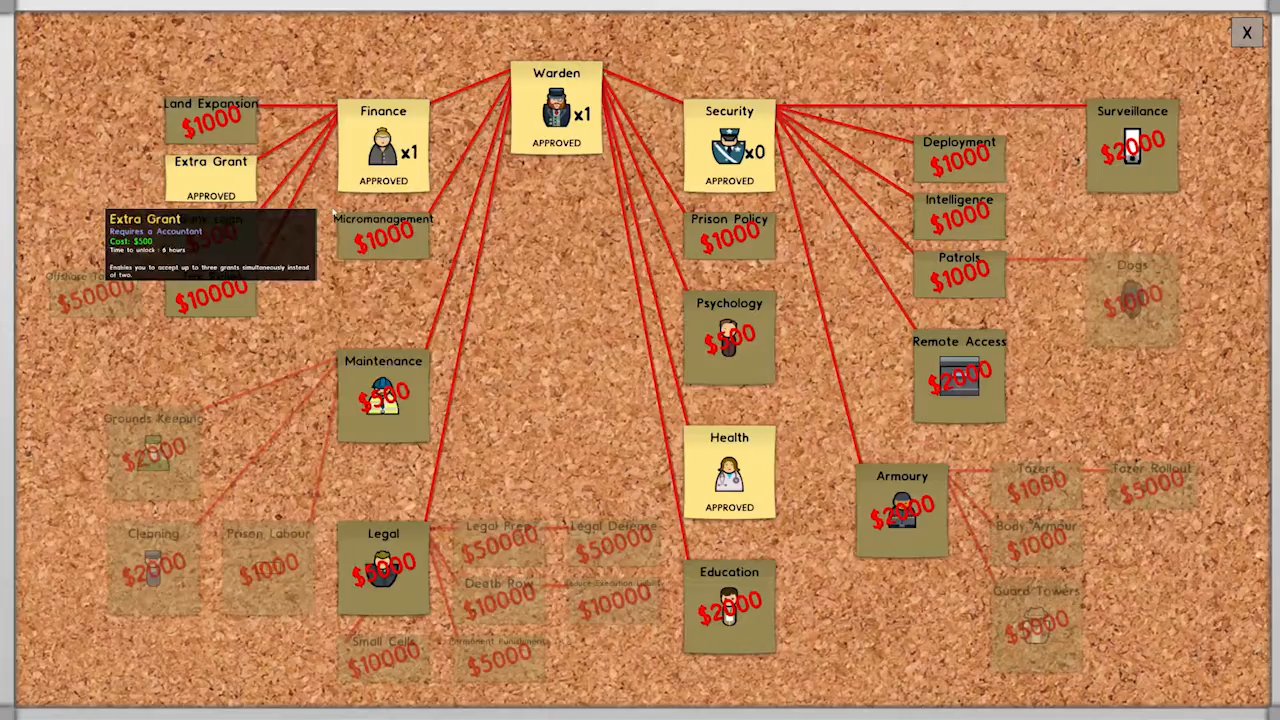 X
Warden
x1
APPROVED
Land Expansion
$1000
Finance
x1
APPROVED
Security
x0
APPROVED
Surveillance
$2000
Extra Grant
APPROVED
Deployment
$1000
Intelligence
$1000
Extra Grant
Requires a Accountant
Cost: $500
Time to unlock : 6 hours
Enables you to accept up to three grants simultaneously instead
of two.
Micromanagement
$1000
Prison Policy
$1000
Patrols
$1000
Dogs
$1000
$50000
$10000
Psychology
$500
Remote Access
$2000
Maintenance
$500
Grounds Keeping
$2000
Health
APPROVED
Armoury
$2000
Tazers
$1000
Tazer Rollout
$5000
Cleaning
$2000
Prison Labour
$1000
Legal
$5000
Legal Prep
$50000
Legal Defense
$50000
Body Armour
$1000
Death Row
$10000
$10000
Education
$2000
Guard Towers
$5000
Small Cells
$10000
Permanent Punishments
$5000